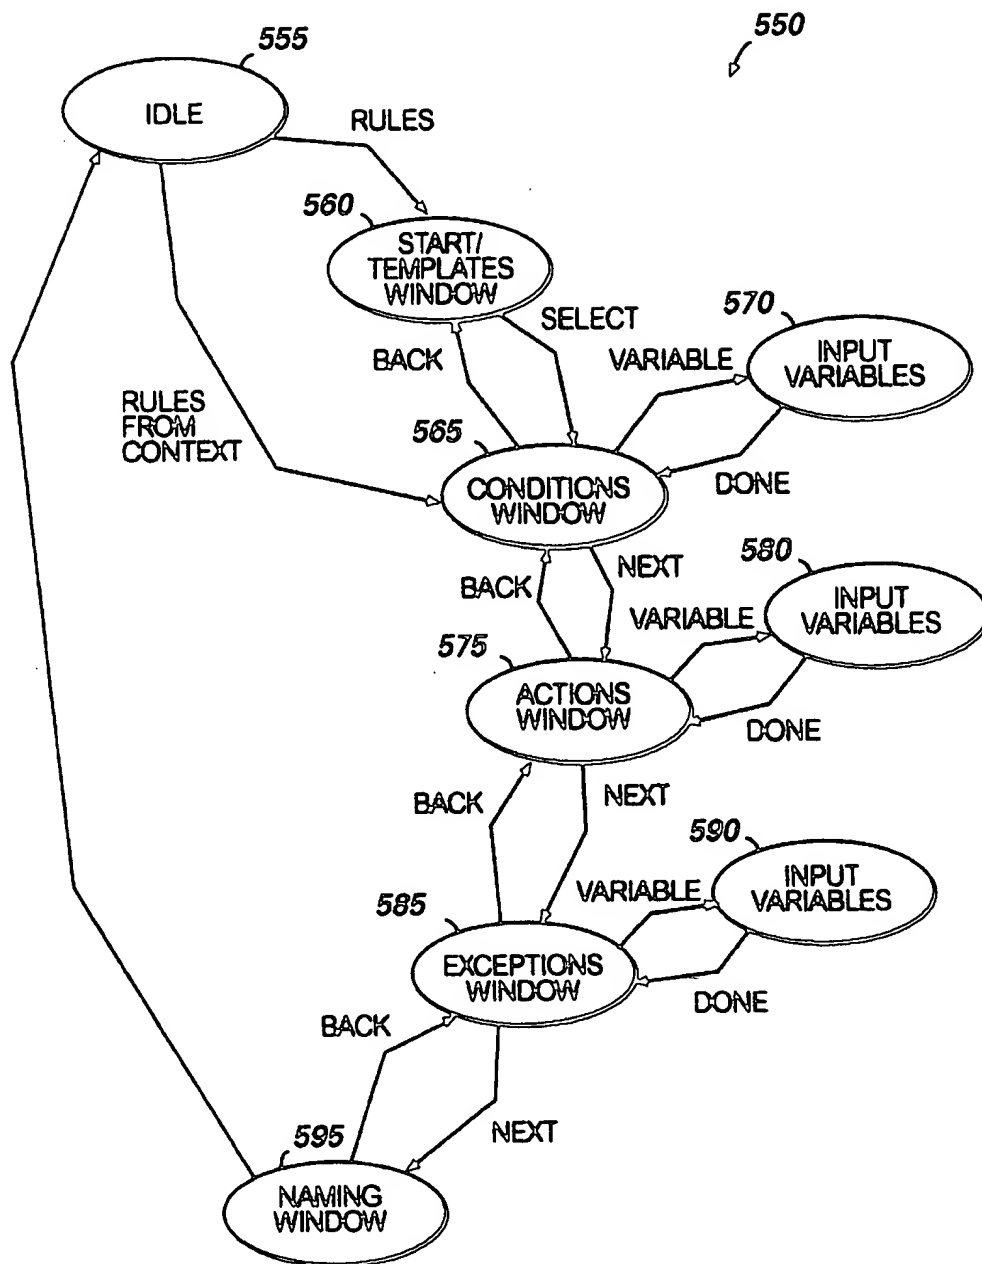 555
550
IDLE
RULES
560
START/
TEMPLATES
WINDOW
SELECT
570
BACK
VARIABLE
INPUT
VARIABLES
RULES
FROM
CONTEXT
565
CONDITIONS
WINDOW
DONE
BACK
NEXT
580
VARIABLE
INPUT
VARIABLES
575
ACTIONS
WINDOW
DONE
BACK
NEXT
590
VARIABLE
INPUT
VARIABLES
585
EXCEPTIONS
WINDOW
DONE
BACK
NEXT
595
NAMING
WINDOW